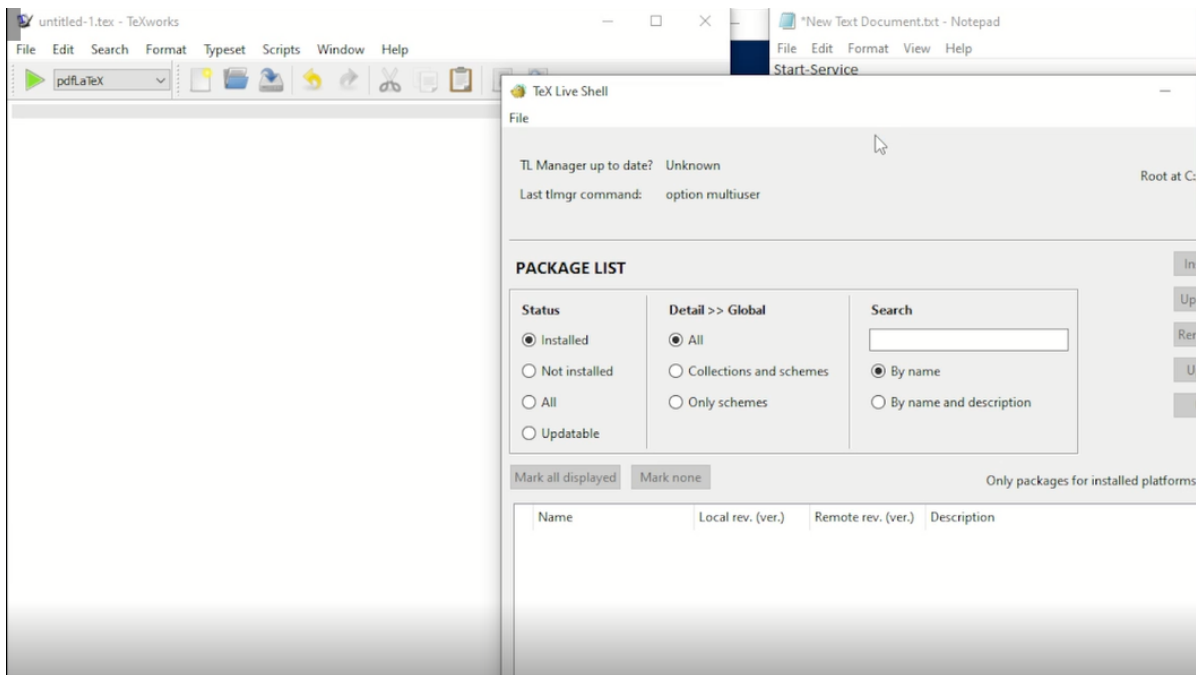 untitled-1.tex - TeXworks
File Edit Search Format Typeset Scripts Window Help
pdfLaTeX
*New Text Document.txt - Notepad
File Edit Format View Help
Start-Service
TeX Live Shell
File
TL Manager up to date? Unknown
Last tlmgr command: option multiuser
Root at C:
PACKAGE LIST
Status
Installed
Not installed
All
Updatable
Detail >> Global
All
Collections and schemes
Only schemes
Search
By name
By name and description
In
Up
Rer
U
Mark all displayed Mark none
Only packages for installed platforms
Name Local rev. (ver.) Remote rev. (ver.) Description